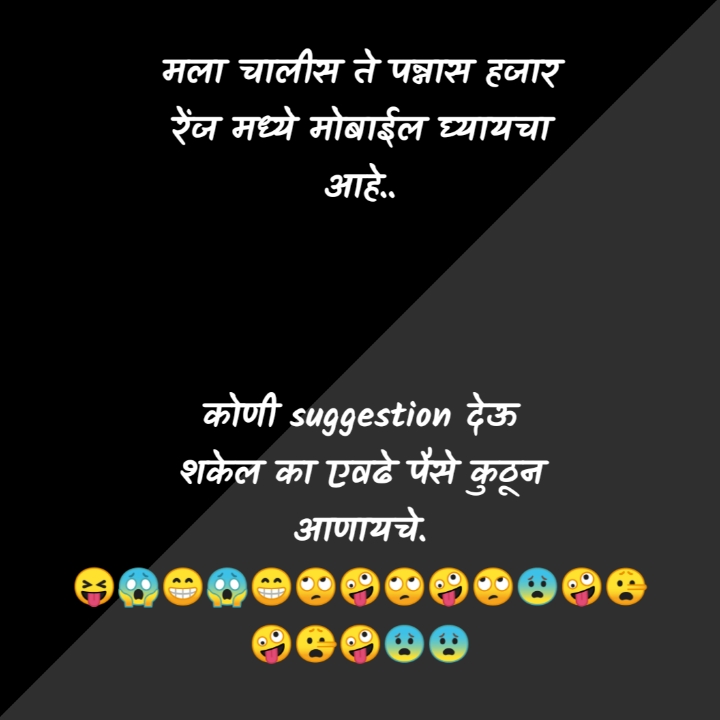 मला चालीस ते पन्नास हजार
रेंज मध्ये मोबाईल घ्यायचा
आहे..
कोणी suggestion देऊ
शकेल का एवढे पैसे कुठून
आणायचे.
😝😱😁😱😁🙄🤪🙄🤪🙄😨🤪🤥
🤪🤥🤪😨😨